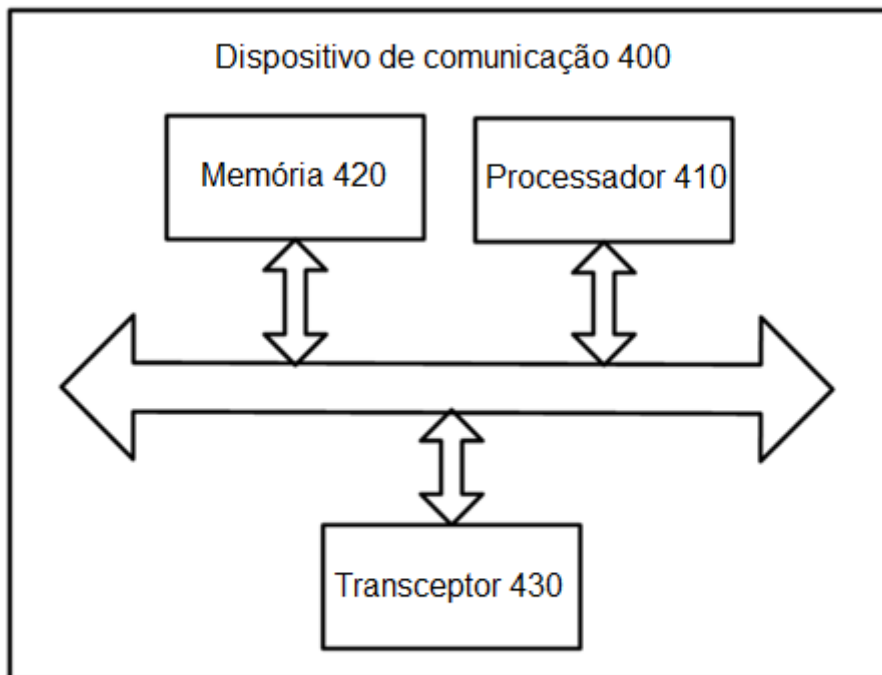 Dispositivo de comunicação 400
Memória 420
Processador 410
Transceptor 430